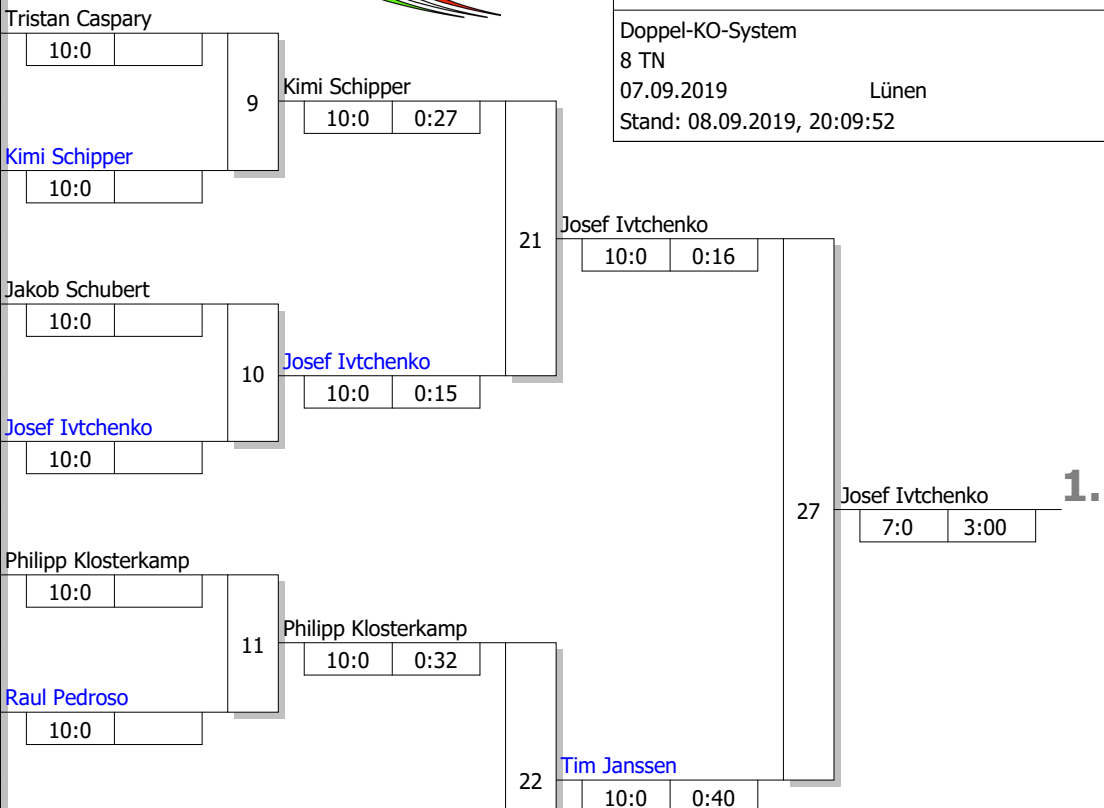 Doppel-KO-System
8 TN
07.09.2019 Lünen
Stand: 08.09.2019, 20:09:52
Tristan Caspary
10:0
9
Kimi Schipper
10:0 0:27
Kimi Schipper
10:0
21
Josef Ivtchenko
10:0 0:16
Jakob Schubert
10:0
10
Josef Ivtchenko
10:0 0:15
Josef Ivtchenko
10:0
27
Josef Ivtchenko
7:0 3:00
1.
Philipp Klosterkamp
10:0
11
Philipp Klosterkamp
10:0 0:32
Raul Pedroso
10:0
22
Tim Janssen
10:0 0:40